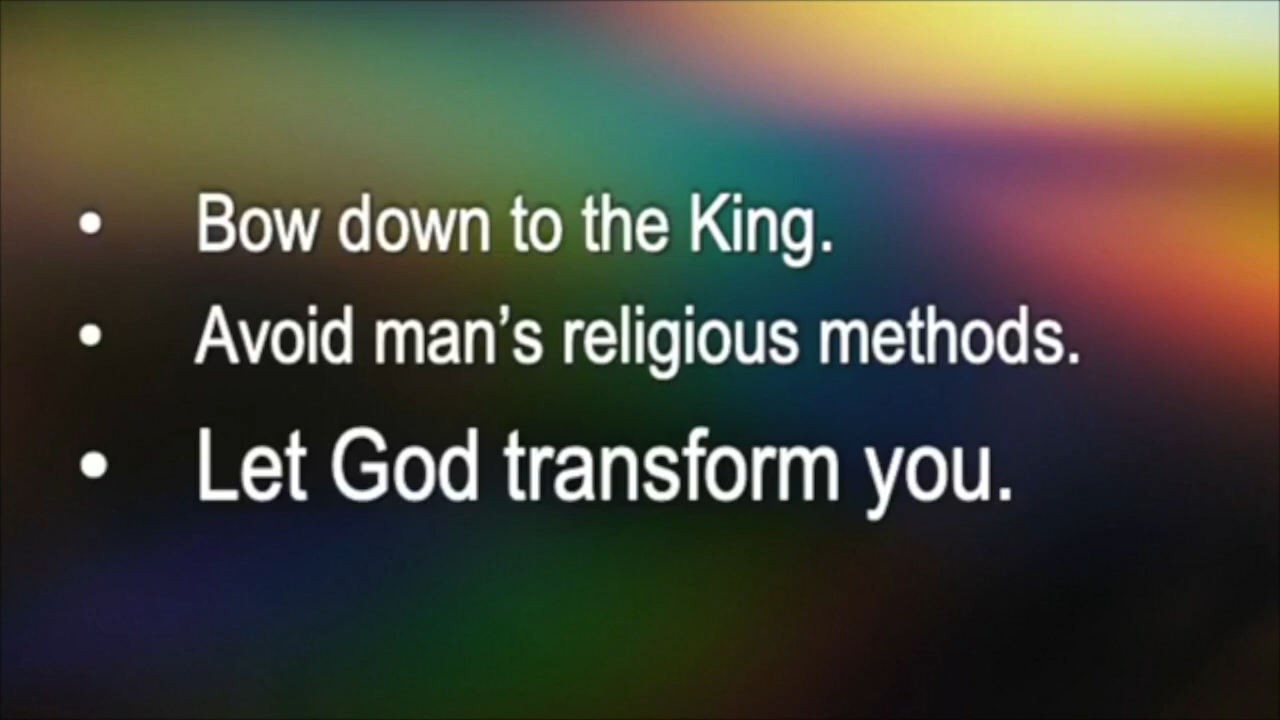 • Bow down to the King.
• Avoid man’s religious methods.
• Let God transform you.